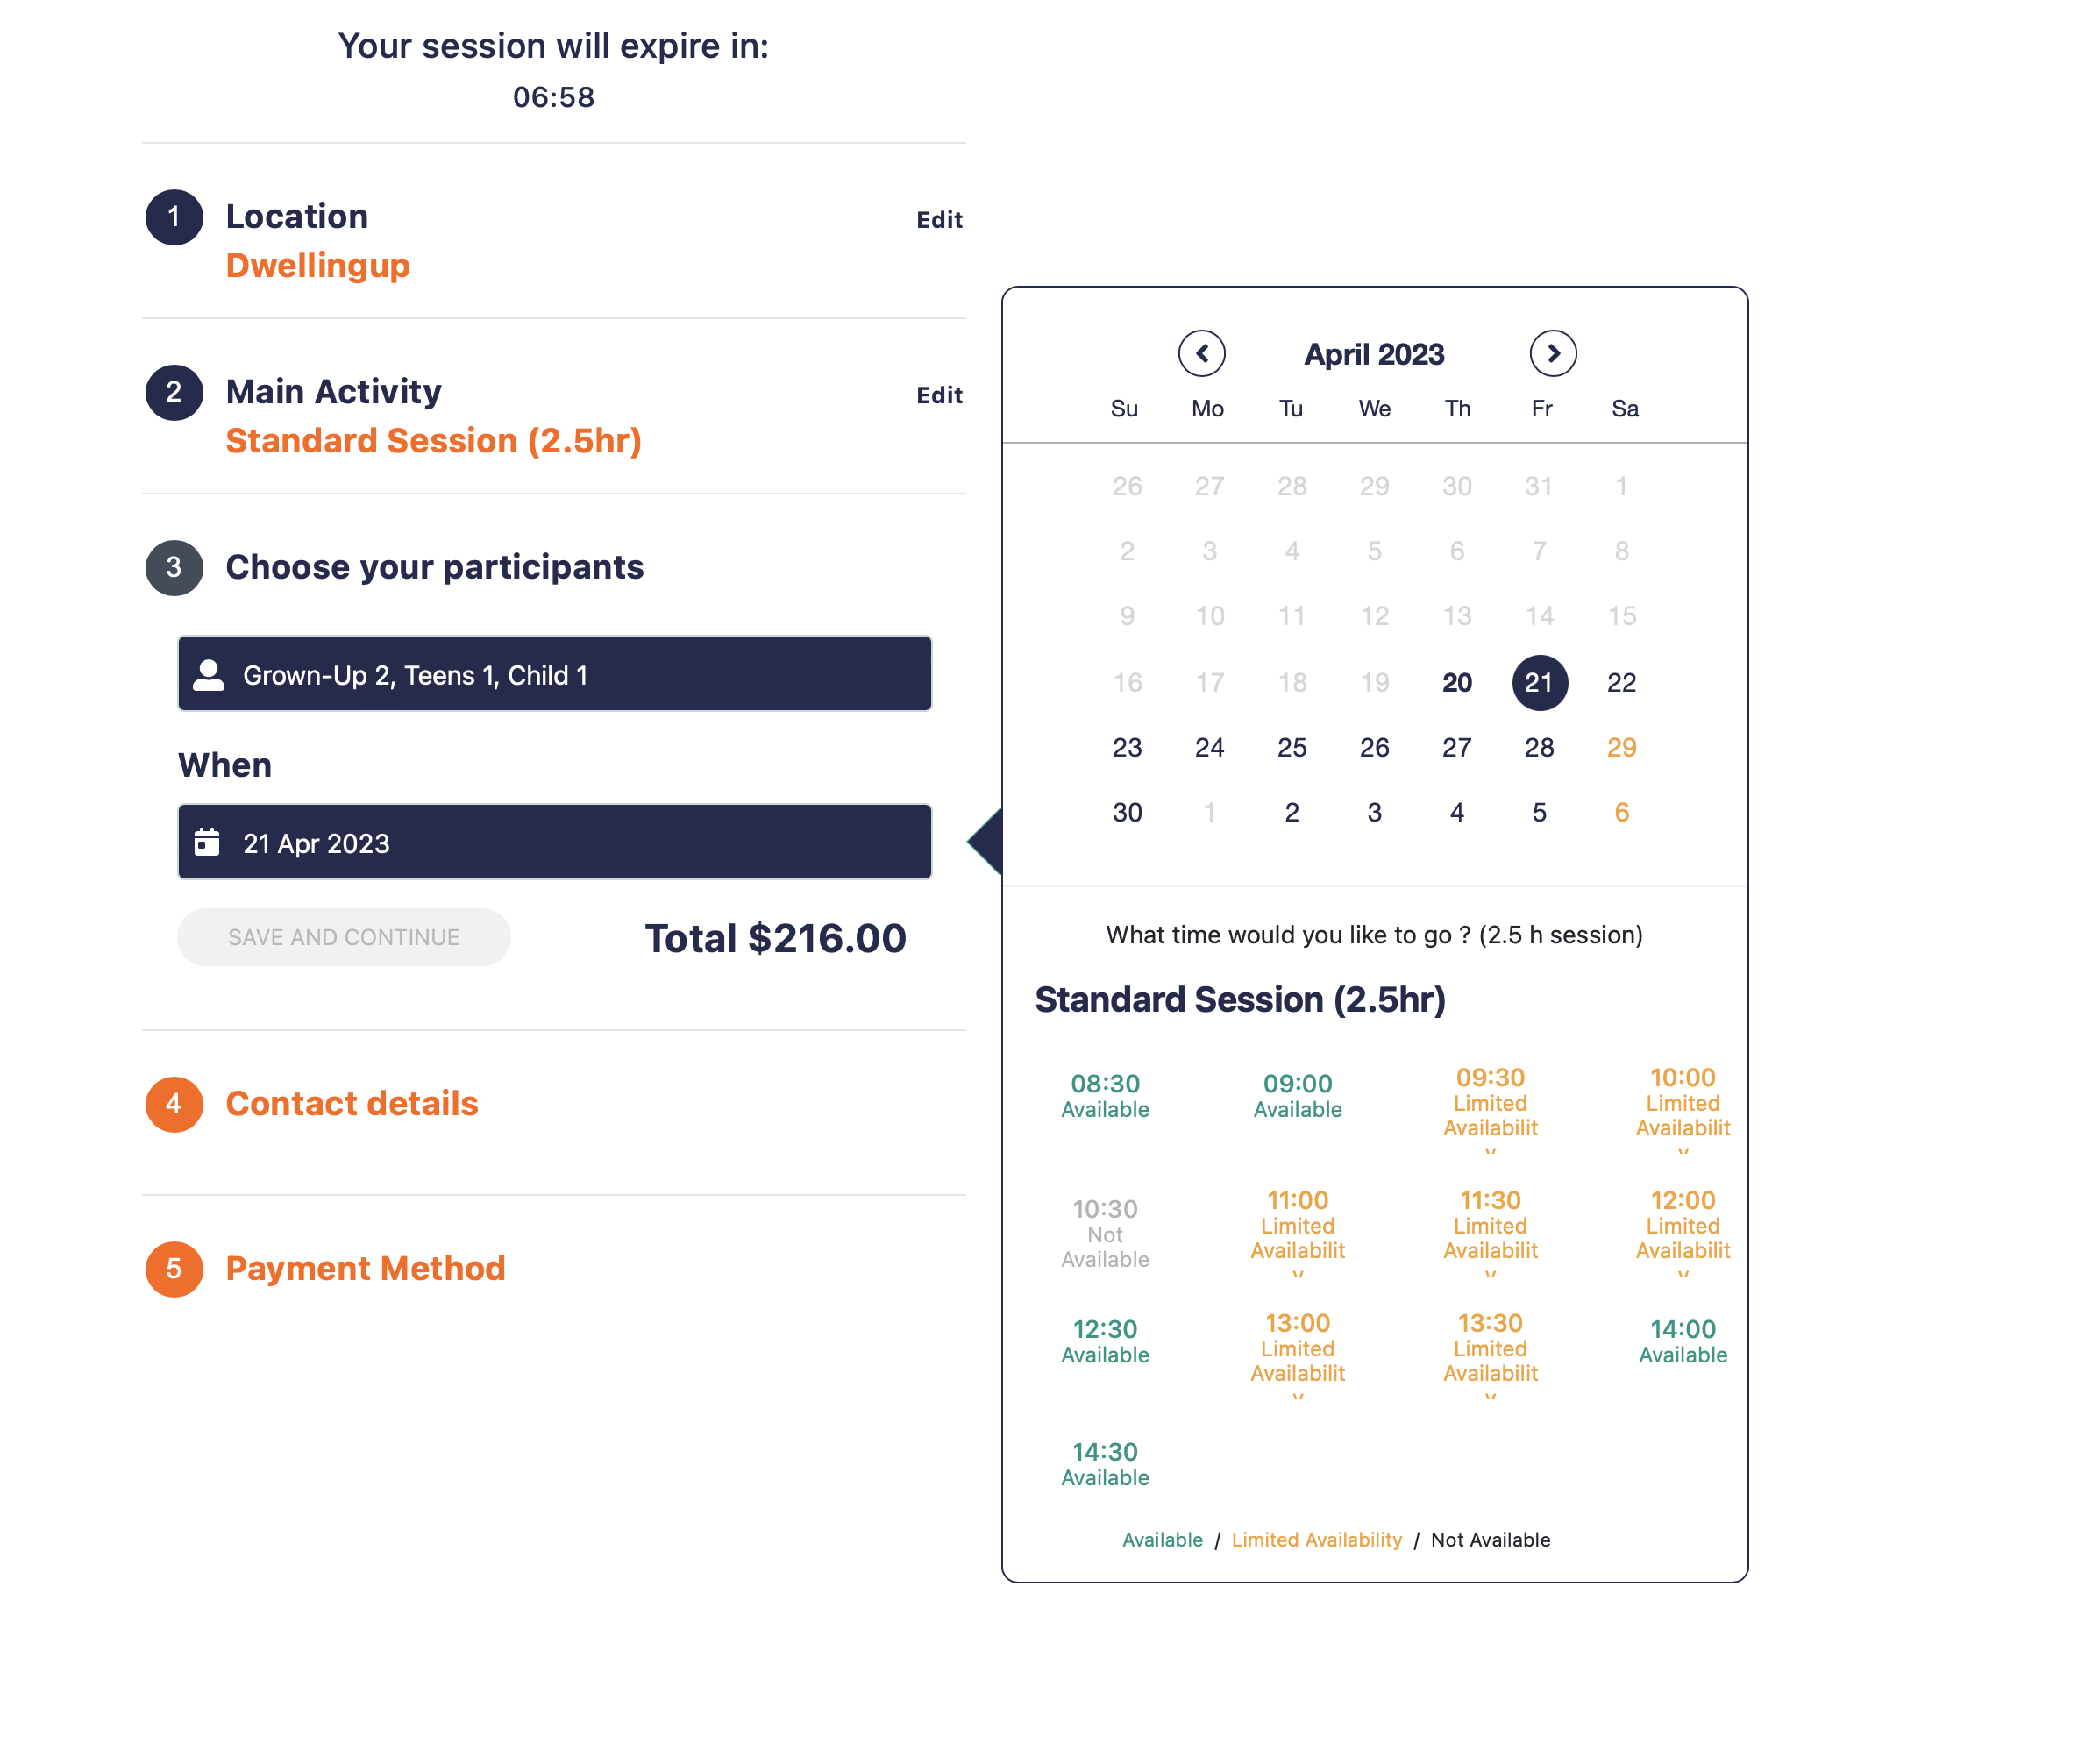 Your session will expire in:
06:58
1 Location Edit
Dwellingup
2 Main Activity Edit
Standard Session (2.5hr)
3 Choose your participants
Grown-Up 2, Teens 1, Child 1
When
21 Apr 2023
SAVE AND CONTINUE Total $216.00
4 Contact details
5 Payment Method
April 2023
Su Mo Tu We Th Fr Sa
26 27 28 29 30 31 1
2 3 4 5 6 7 8
9 10 11 12 13 14 15
16 17 18 19 20 21 22
23 24 25 26 27 28 29
30 1 2 3 4 5 6
What time would you like to go ? (2.5 h session)
Standard Session (2.5hr)
08:30
Available
09:00
Available
09:30
Limited
Availabilit
y
10:00
Limited
Availabilit
y
10:30
Not
Available
11:00
Limited
Availabilit
y
11:30
Limited
Availabilit
y
12:00
Limited
Availabilit
y
12:30
Available
13:00
Limited
Availabilit
y
13:30
Limited
Availabilit
y
14:00
Available
14:30
Available
Available / Limited Availability / Not Available